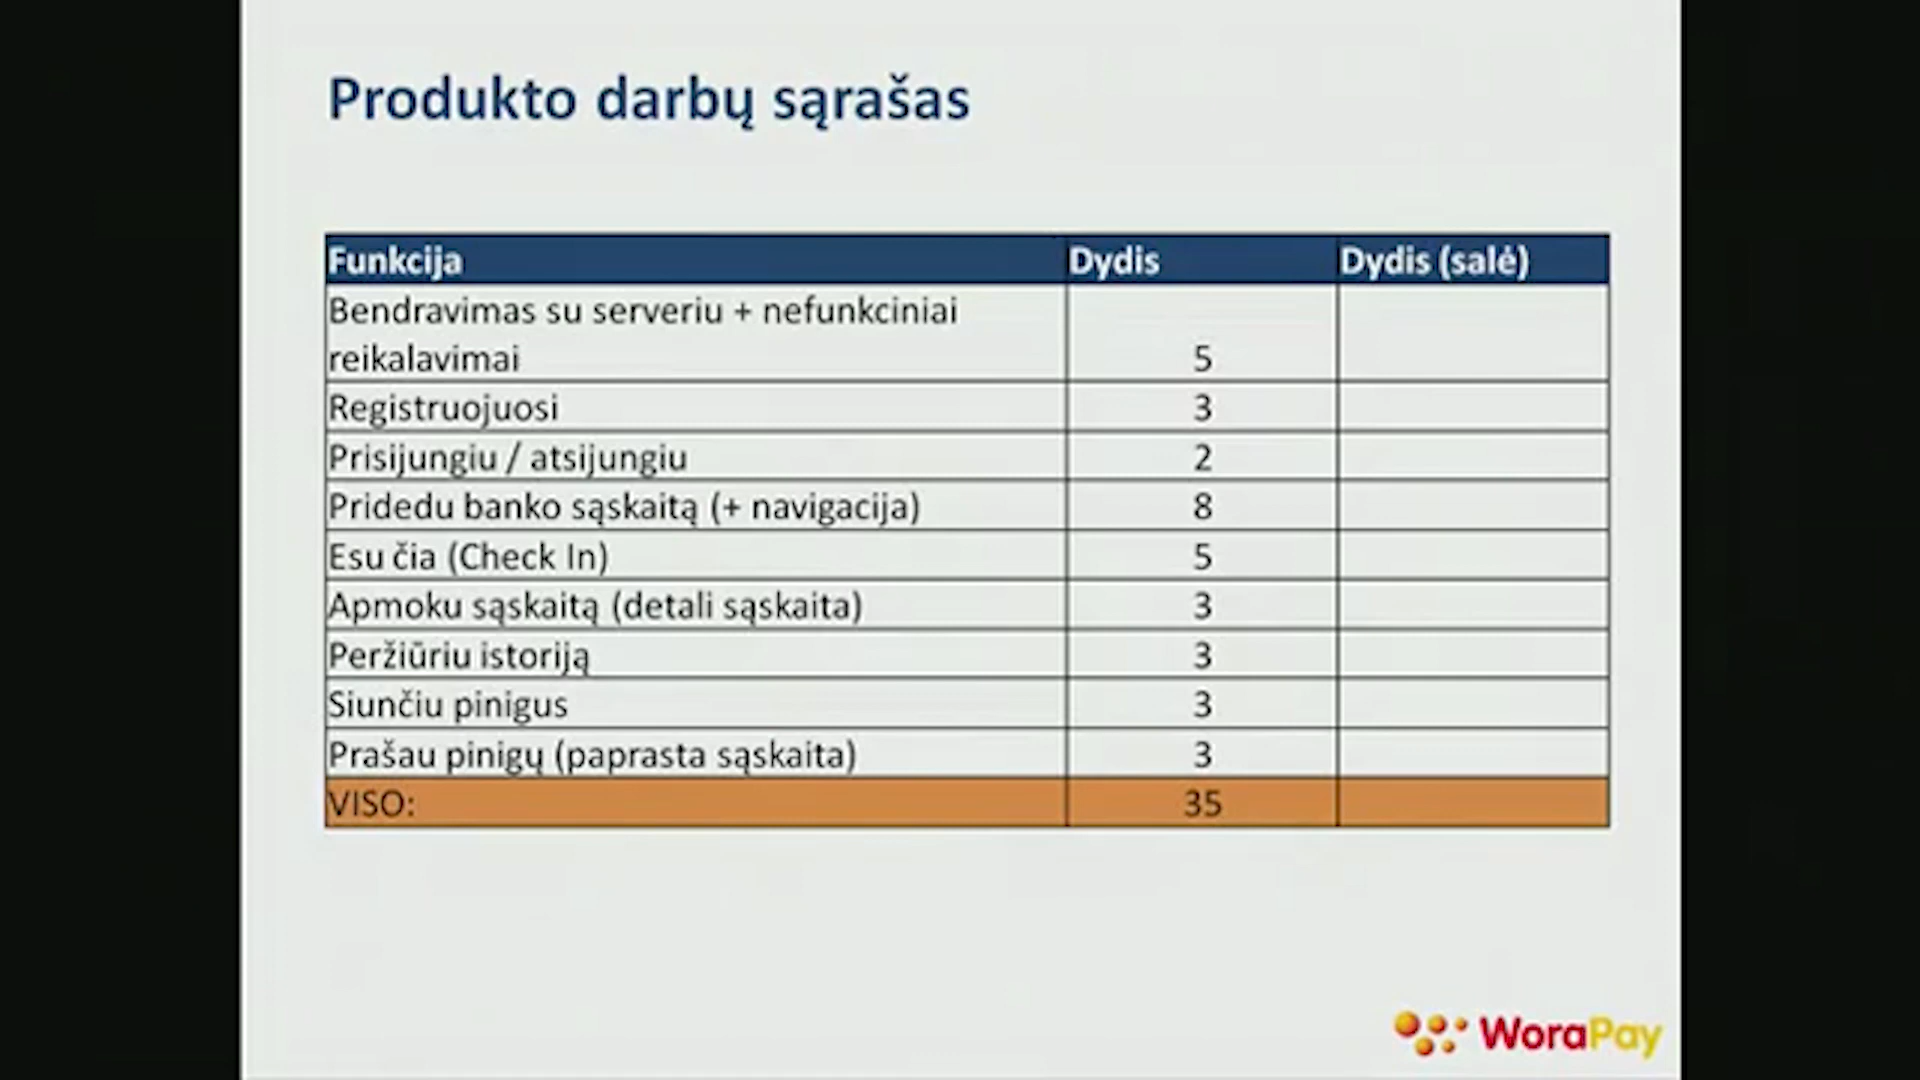 Produkto darbų sąrašas
Funkcija Dydis Dydis (salė)
Bendravimas su serveriu + nefunkciniai
reikalavimai 5
Registruojuosi 3
Prisijungiu / atsijungiu 2
Pridedu banko sąskaitą (+ navigacija) 8
Esu čia (Check In) 5
Apmoku sąskaitą (detali sąskaita) 3
Peržiūriu istoriją 3
Siunčiu pinigus 3
Prašau pinigų (paprasta sąskaita) 3
VISO: 35
WoraPay